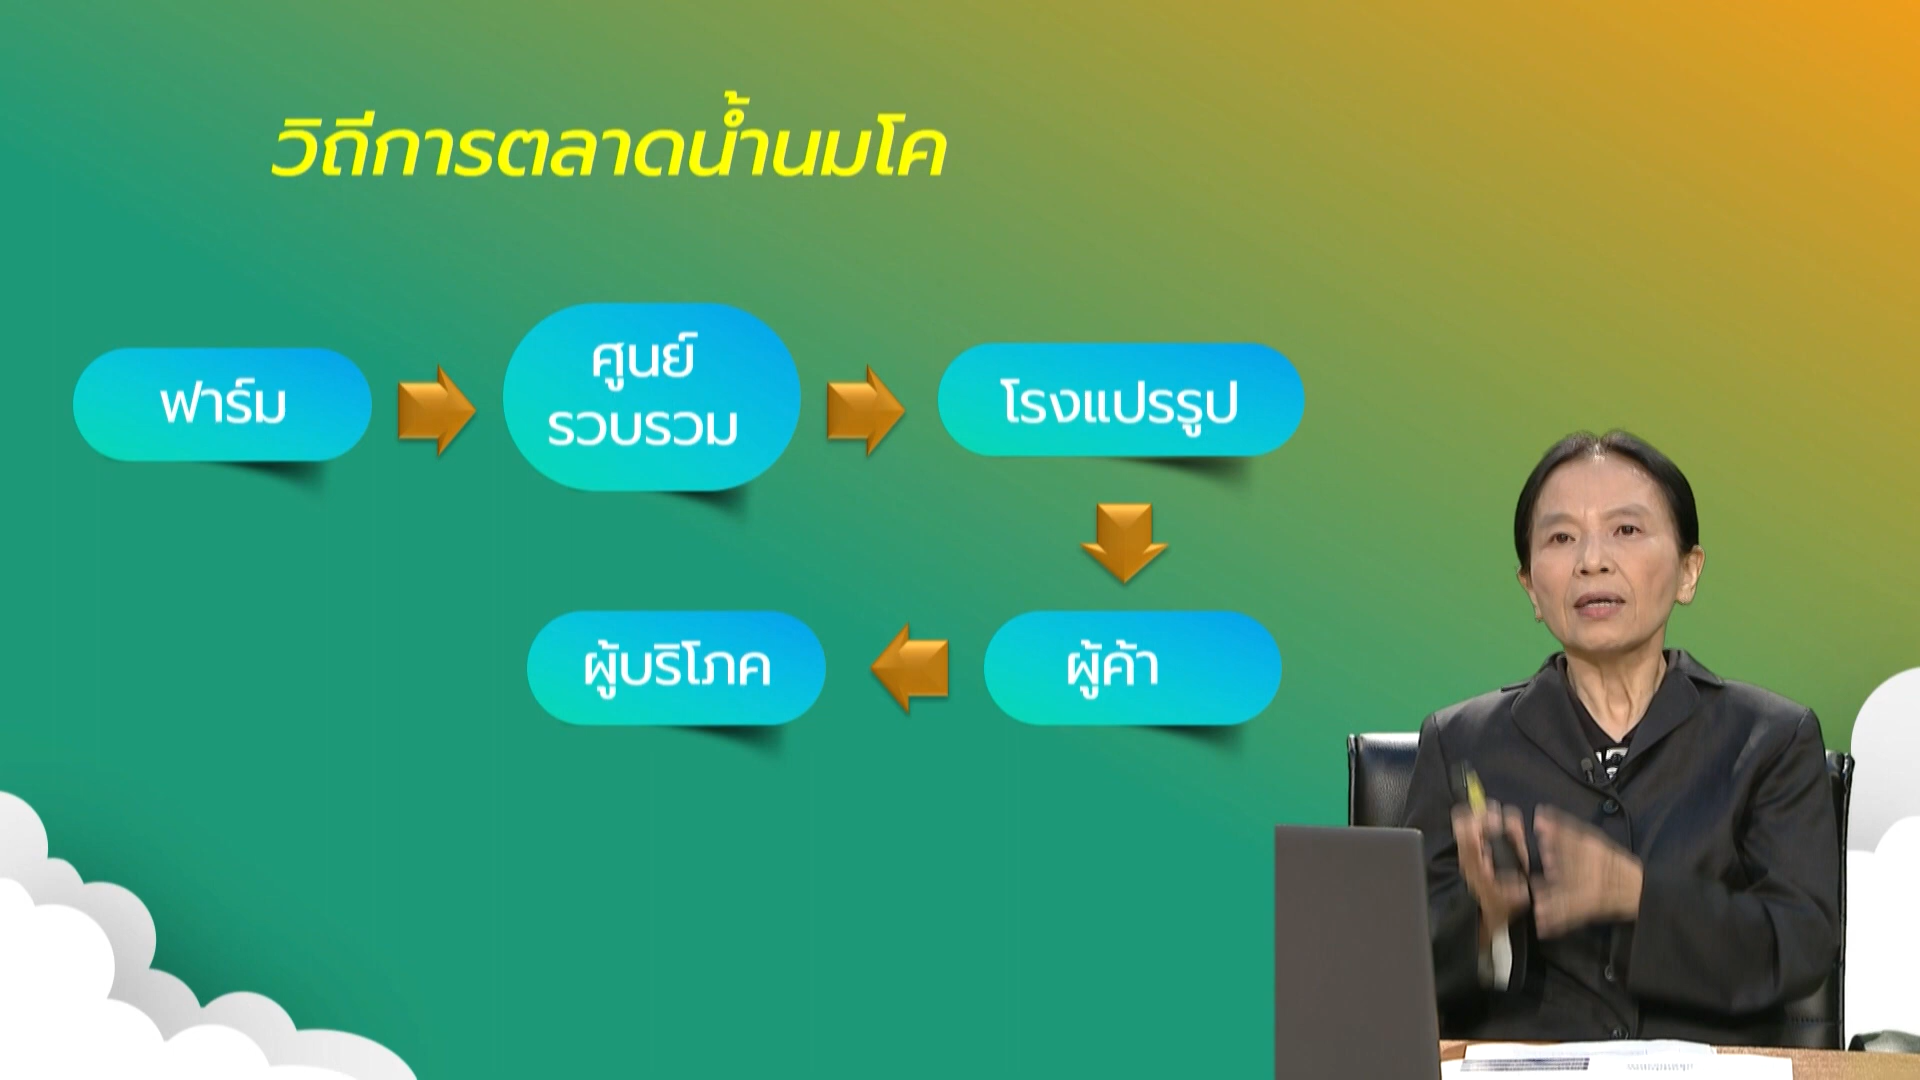 วิถีการตลาดน้ำนมโค
ฟาร์ม
ศูนย์
รวบรวม
โรงแปรรูป
ผู้ค้า
ผู้บริโภค